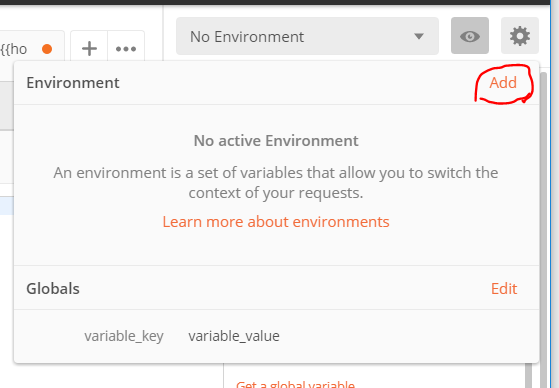 {{ho
No Environment
Environment Add
No active Environment
An environment is a set of variables that allow you to switch the
context of your requests.
Learn more about environments
Globals Edit
variable_key variable_value
Get a global variable